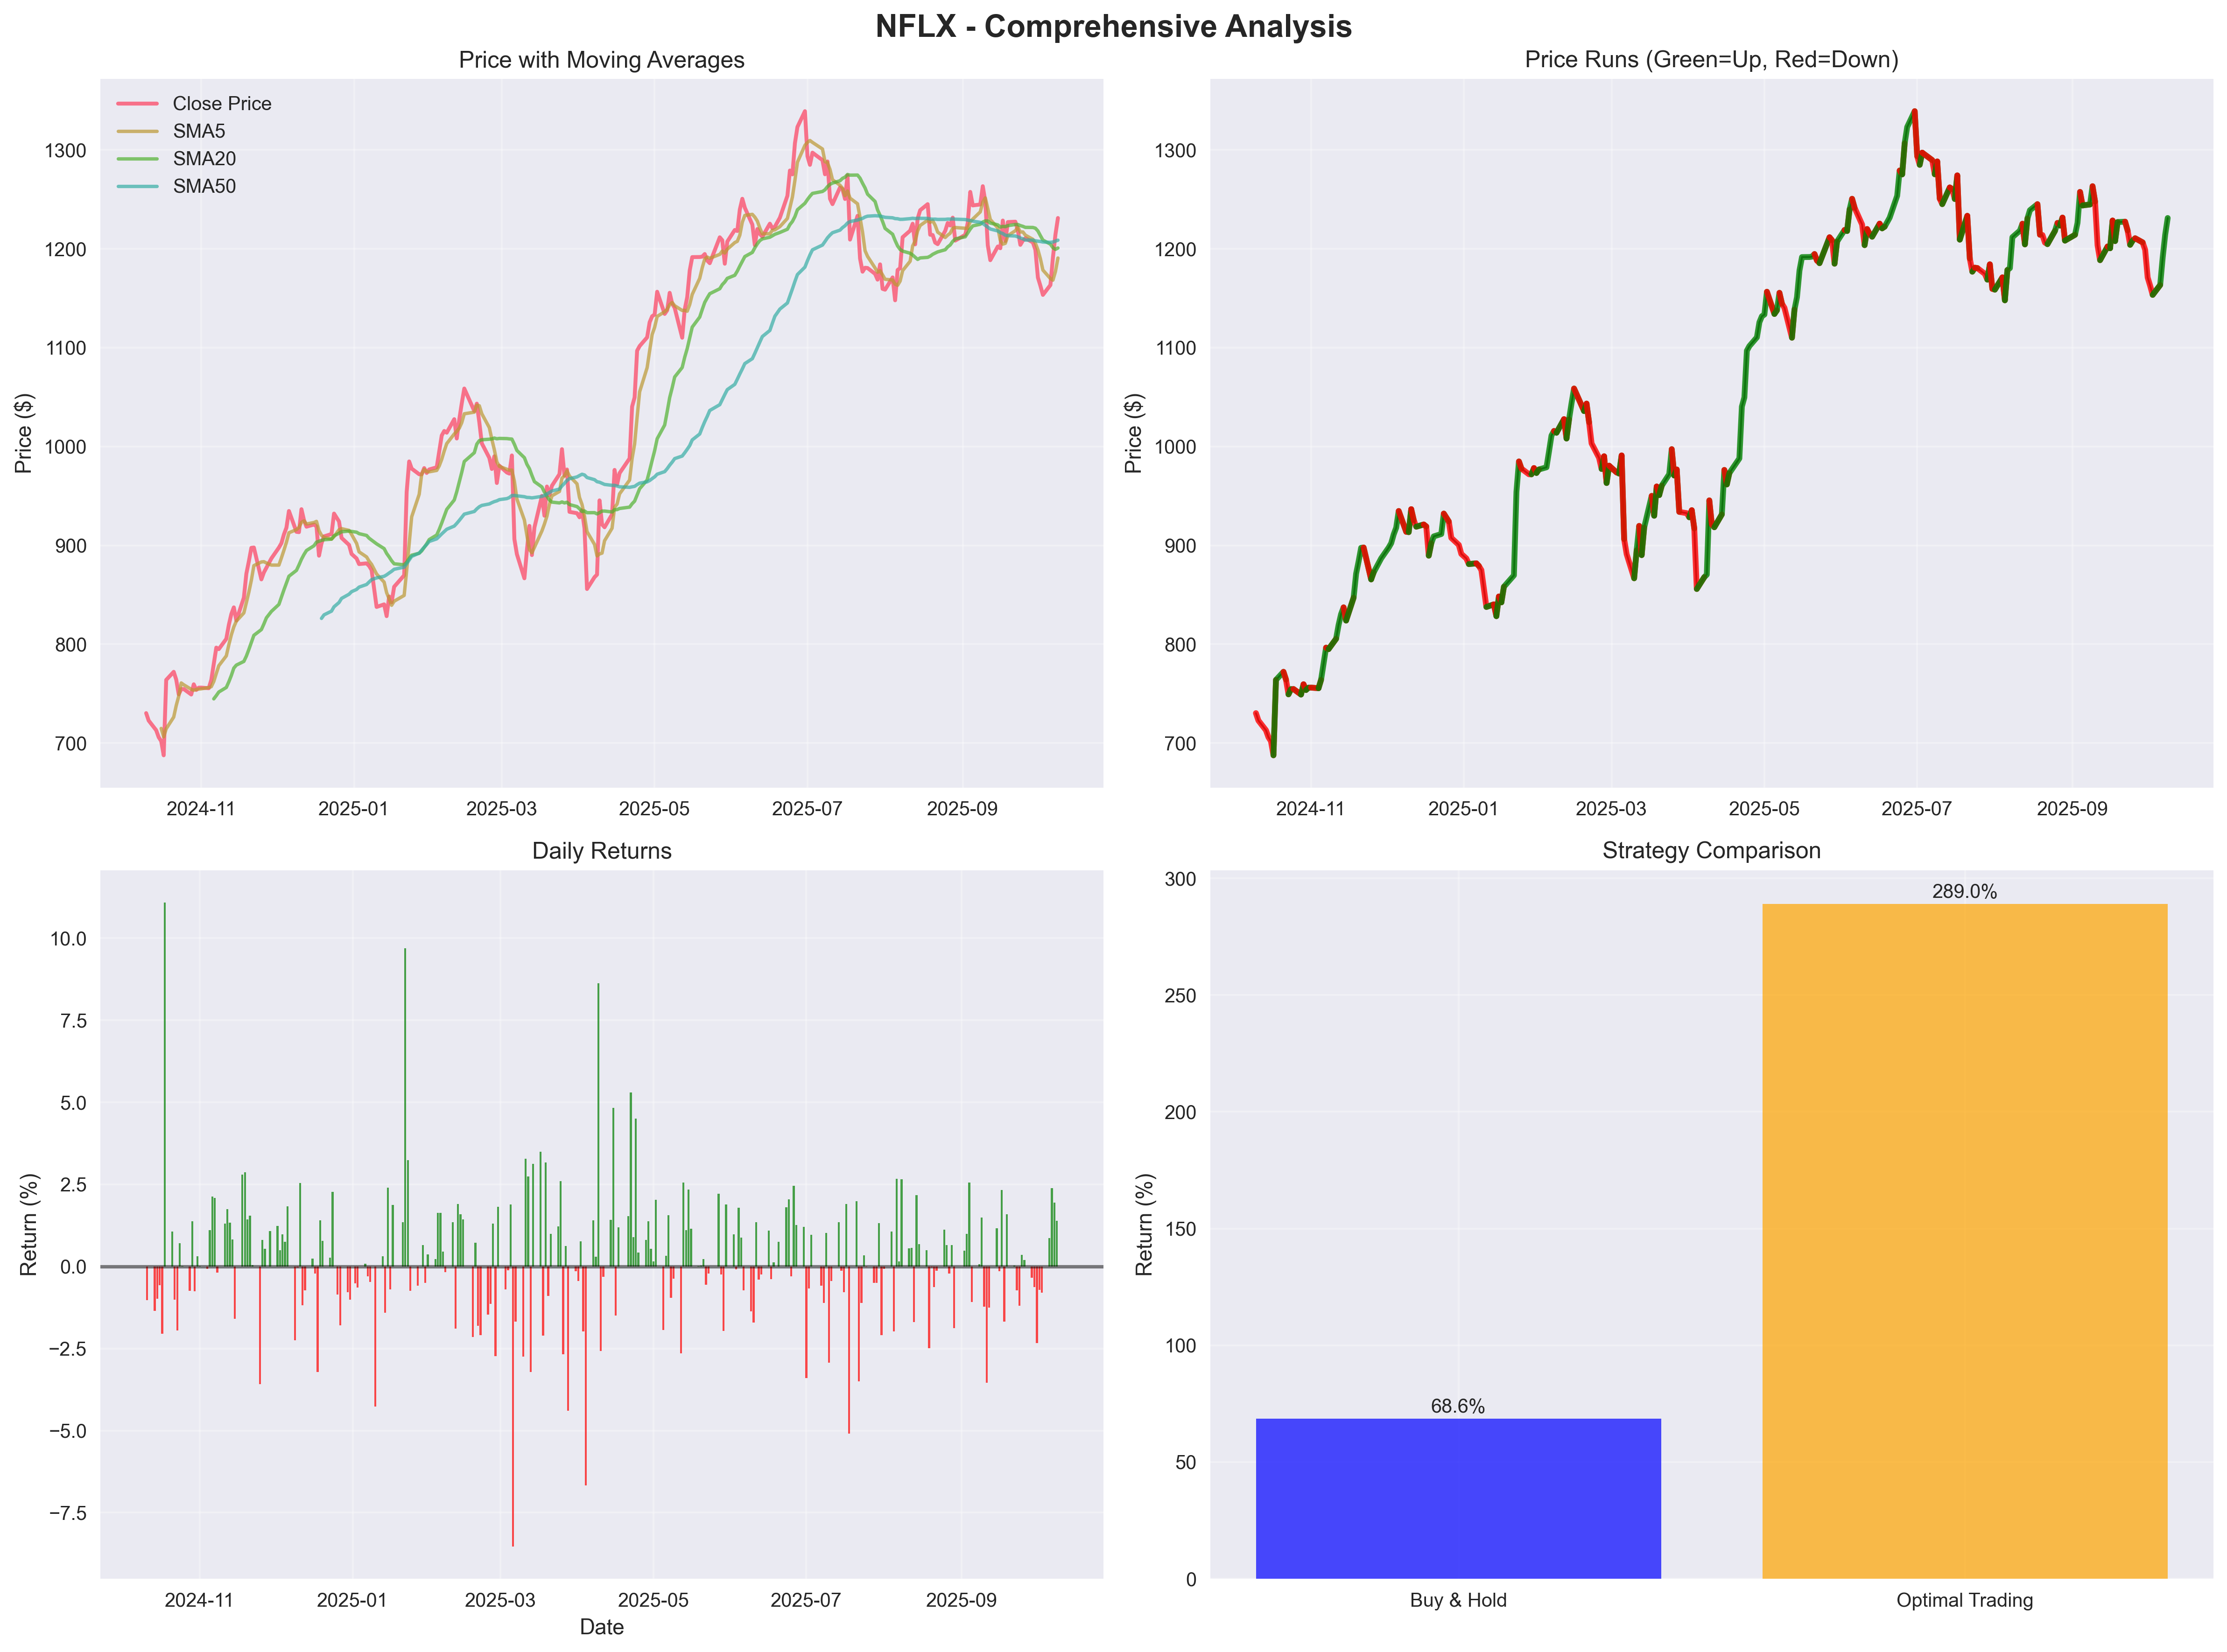 NFLX - Comprehensive Analysis
Price with Moving Averages
Close Price
SMA5
SMA20
SMA50
Price ($)
1300
1200
1100
1000
900
800
700
2024-11 2025-01 2025-03 2025-05 2025-07 2025-09
Price Runs (Green=Up, Red=Down)
Price ($)
1300
1200
1100
1000
900
800
700
2024-11 2025-01 2025-03 2025-05 2025-07 2025-09
Daily Returns
Return (%)
10.0
7.5
5.0
2.5
0.0
−2.5
−5.0
−7.5
2024-11 2025-01 2025-03 2025-05 2025-07 2025-09
Date
Strategy Comparison
Return (%)
300
250
200
150
100
50
0
68.6%
289.0%
Buy & Hold Optimal Trading